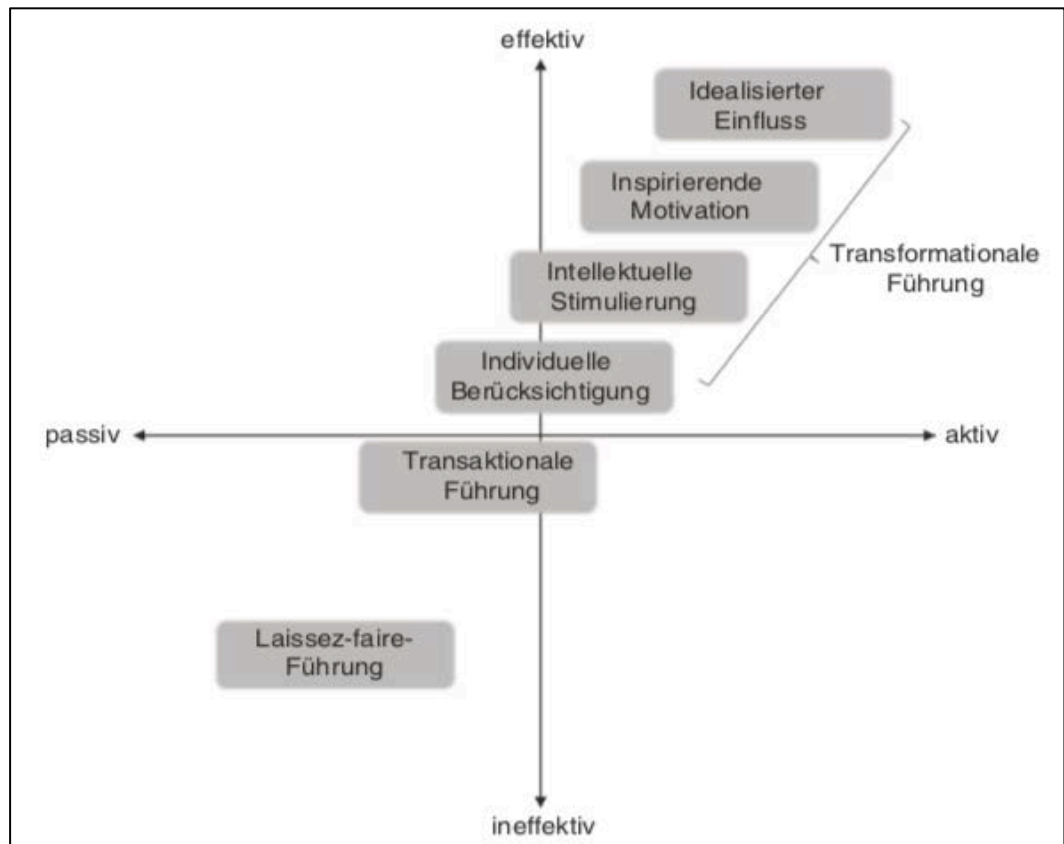 effektiv
Idealisierter
Einfluss
Inspirierende
Motivation
Intellektuelle
Stimulierung
Transformationale
Führung
Individuelle
Berücksichtigung
passiv
aktiv
Transaktionale
Führung
Laissez-faire-
Führung
ineffektiv